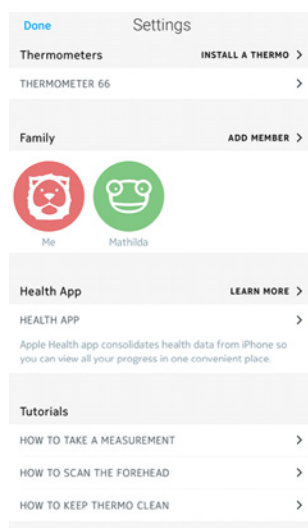 Done Settings
Thermometers INSTALL A THERMO >
THERMOMETER 66 >
Family ADD MEMBER >
Me Mathilda
Health App LEARN MORE >
HEALTH APP >
Apple Health app consolidates health data from iPhone so
you can view all your progress in one convenient place.
Tutorials
HOW TO TAKE A MEASUREMENT >
HOW TO SCAN THE FOREHEAD >
HOW TO KEEP THERMO CLEAN >